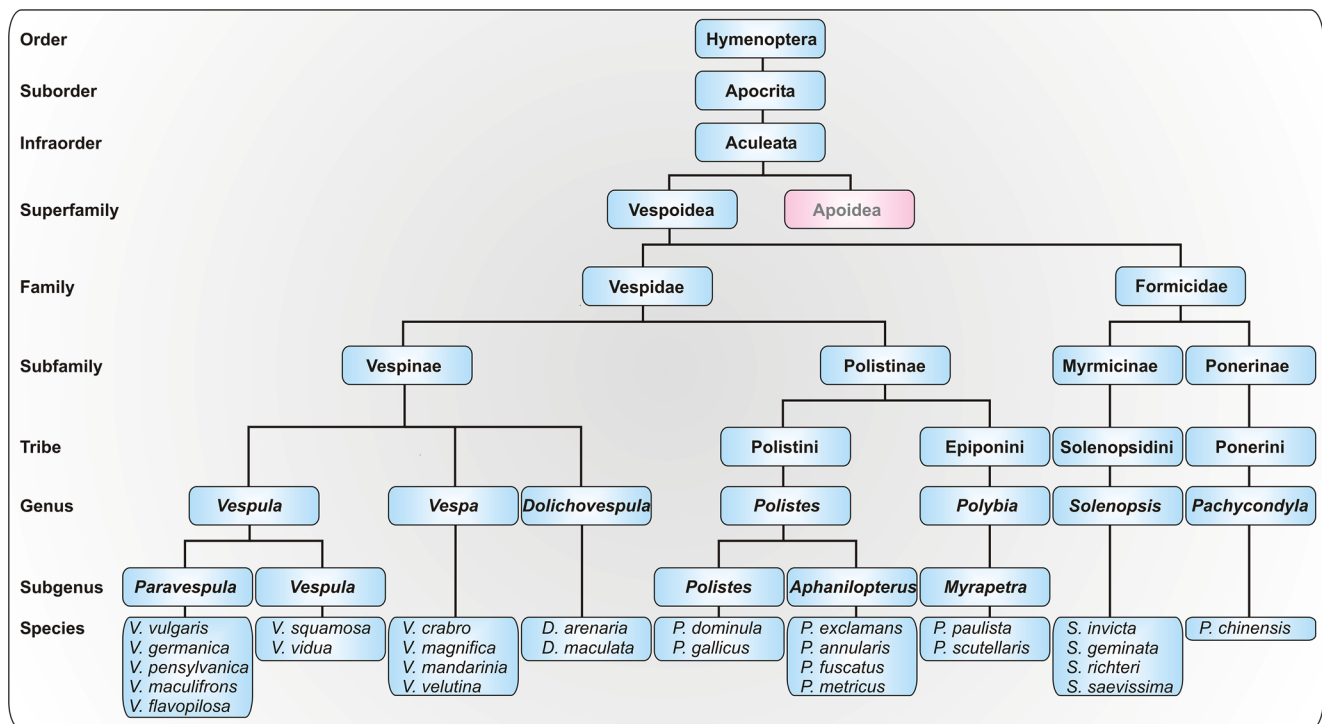 Order
Hymenoptera
Suborder
Apocrita
Infraorder
Aculeata
Superfamily
Vespoidea
Apoidea
Family
Vespidae
Formicidae
Subfamily
Vespinae
Polistinae
Myrmicinae
Ponerinae
Tribe
Polistini
Epiponini
Solenopsidini
Ponerini
Genus
Vespula
Vespa
Dolichovespula
Polistes
Polybia
Solenopsis
Pachycondyla
Subgenus
Paravespula
Vespula
Polistes
Aphanilopterus
Myrapetra
Species
V. vulgaris
V. germanica
V. pensylvanica
V. maculifrons
V. flavopilosa
V. squamosa
V. vidua
V. crabro
V. magnifica
V. mandarinia
V. velutina
D. arenaria
D. maculata
P. dominula
P. gallicus
P. exclamans
P. annularis
P. fuscatus
P. metricus
P. paulista
P. scutellaris
S. invicta
S. geminata
S. richteri
S. saevissima
P. chinensis